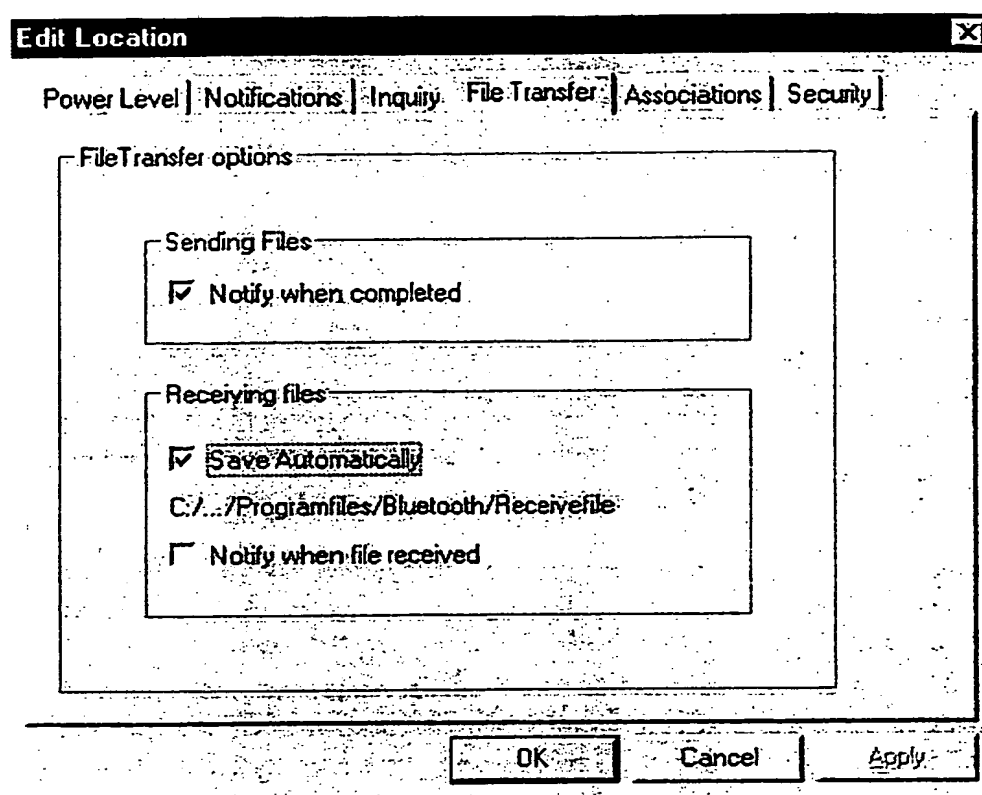 Edit Location
Power Level Notifications Inquiry File Transfer Associations Security
FileTransfer options
Sending Files
Notify when completed
Receiving files
Save Automatically
C:/.../Programfiles/Bluetooth/Receivefile
Notify when file received
OK Cancel Apply